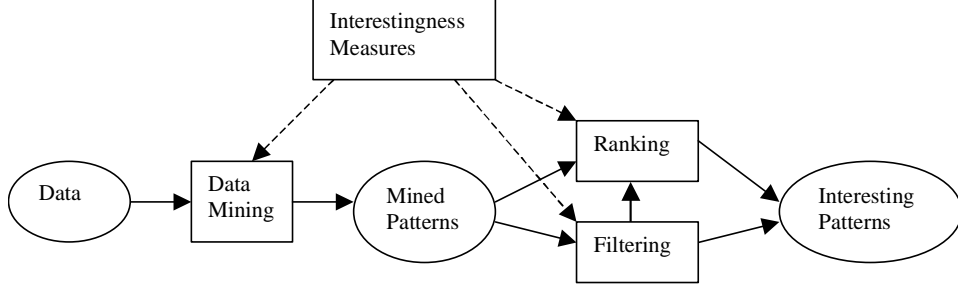 Interestingness
Measures
Ranking
Data
Data
Mining
Mined
Patterns
Filtering
Interesting
Patterns